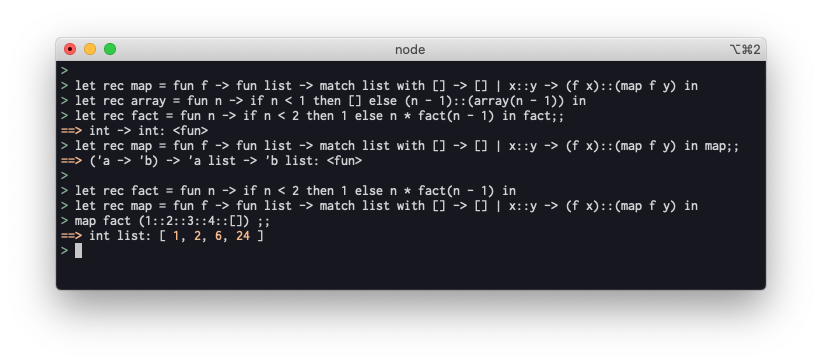 node
⌥⌘2
>
> let rec map = fun f -> fun list -> match list with [] -> [] | x::y -> (f x)::(map f y) in
> let rec array = fun n -> if n < 1 then [] else (n - 1)::(array(n - 1)) in
> let rec fact = fun n -> if n < 2 then 1 else n * fact(n - 1) in fact;;
==> int -> int: <fun>
> let rec map = fun f -> fun list -> match list with [] -> [] | x::y -> (f x)::(map f y) in map;;
==> ('a -> 'b) -> 'a list -> 'b list: <fun>
>
> let rec fact = fun n -> if n < 2 then 1 else n * fact(n - 1) in
> let rec map = fun f -> fun list -> match list with [] -> [] | x::y -> (f x)::(map f y) in
> map fact (1::2::3::4::[]) ;;
==> int list: [ 1, 2, 6, 24 ]
>